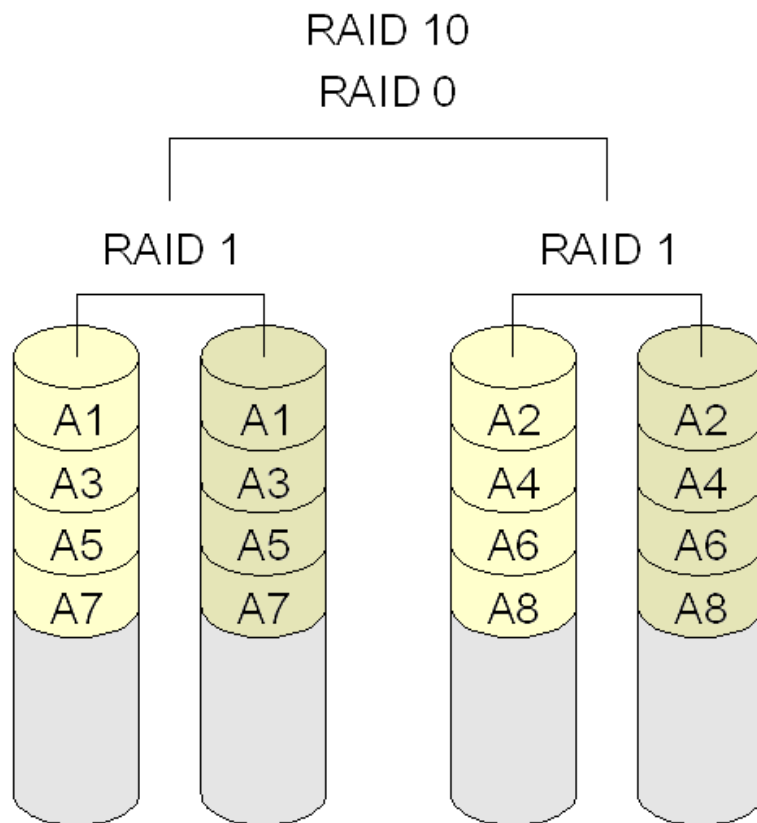 RAID 10
RAID 0
RAID 1 RAID 1
A1 A1 A2 A2
A3 A3 A4 A4
A5 A5 A6 A6
A7 A7 A8 A8